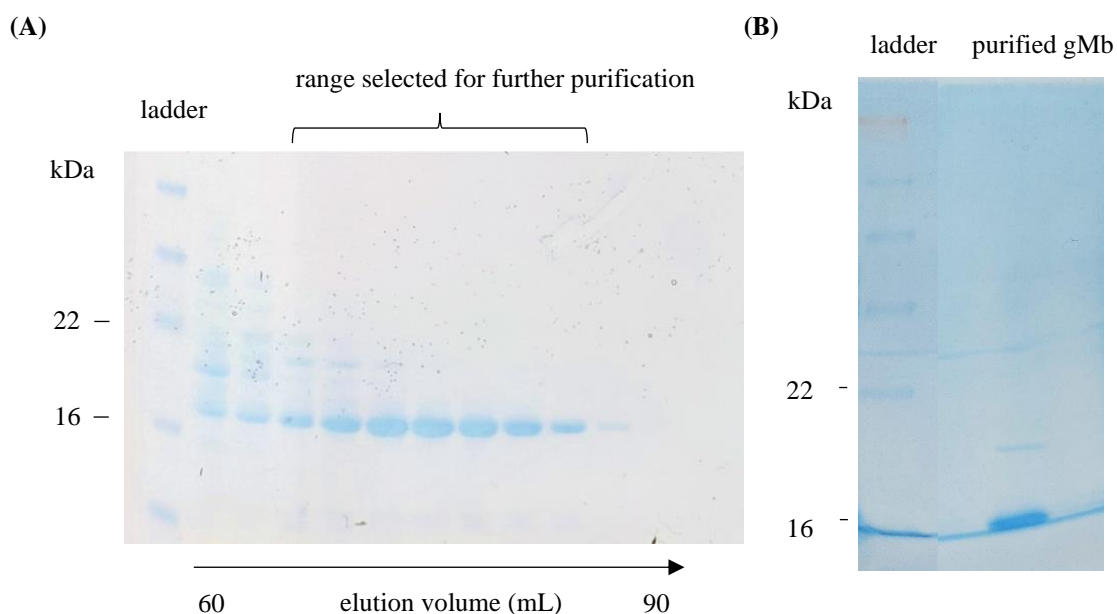 (A)
range selected for further purification
ladder
kDa
22
16
60 elution volume (mL) 90
(B)
ladder purified gMb
kDa
22
16